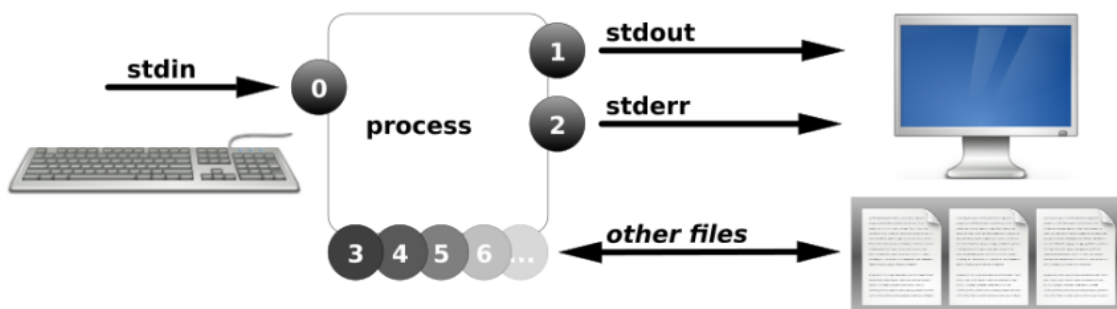 stdin
0
process
1
stdout
2
stderr
3 4 5 6 ...
other files